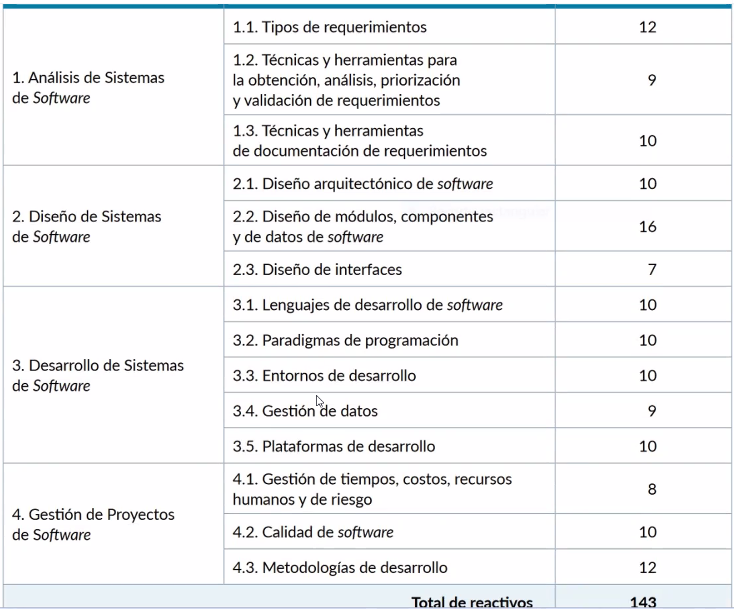 1. Análisis de Sistemas
de Software
1.1. Tipos de requerimientos
12
1.2. Técnicas y herramientas para
la obtención, análisis, priorización
y validación de requerimientos
9
1.3. Técnicas y herramientas
de documentación de requerimientos
10
2. Diseño de Sistemas
de Software
2.1. Diseño arquitectónico de software
10
2.2. Diseño de módulos, componentes
y de datos de software
16
2.3. Diseño de interfaces
7
3. Desarrollo de Sistemas
de Software
3.1. Lenguajes de desarrollo de software
10
3.2. Paradigmas de programación
10
3.3. Entornos de desarrollo
10
3.4. Gestión de datos
9
3.5. Plataformas de desarrollo
10
4. Gestión de Proyectos
de Software
4.1. Gestión de tiempos, costos, recursos
humanos y de riesgo
8
4.2. Calidad de software
10
4.3. Metodologías de desarrollo
12
Total de reactivos
143